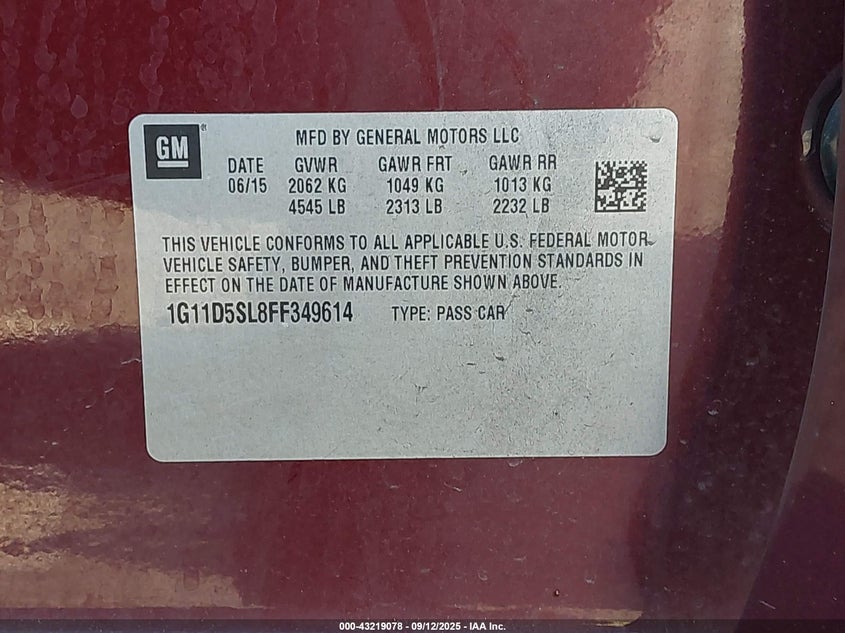 GM ®
MFD BY GENERAL MOTORS LLC
DATE GVWR GAWR FRT GAWR RR
06/15 2062 KG 1049 KG 1013 KG
4545 LB 2313 LB 2232 LB
THIS VEHICLE CONFORMS TO ALL APPLICABLE U.S. FEDERAL MOTOR
VEHICLE SAFETY, BUMPER, AND THEFT PREVENTION STANDARDS IN
EFFECT ON THE DATE OF MANUFACTURE SHOWN ABOVE.
1G11D5SL8FF349614 TYPE: PASS CAR
000-43219078 - 09/12/2025 - IAA Inc.